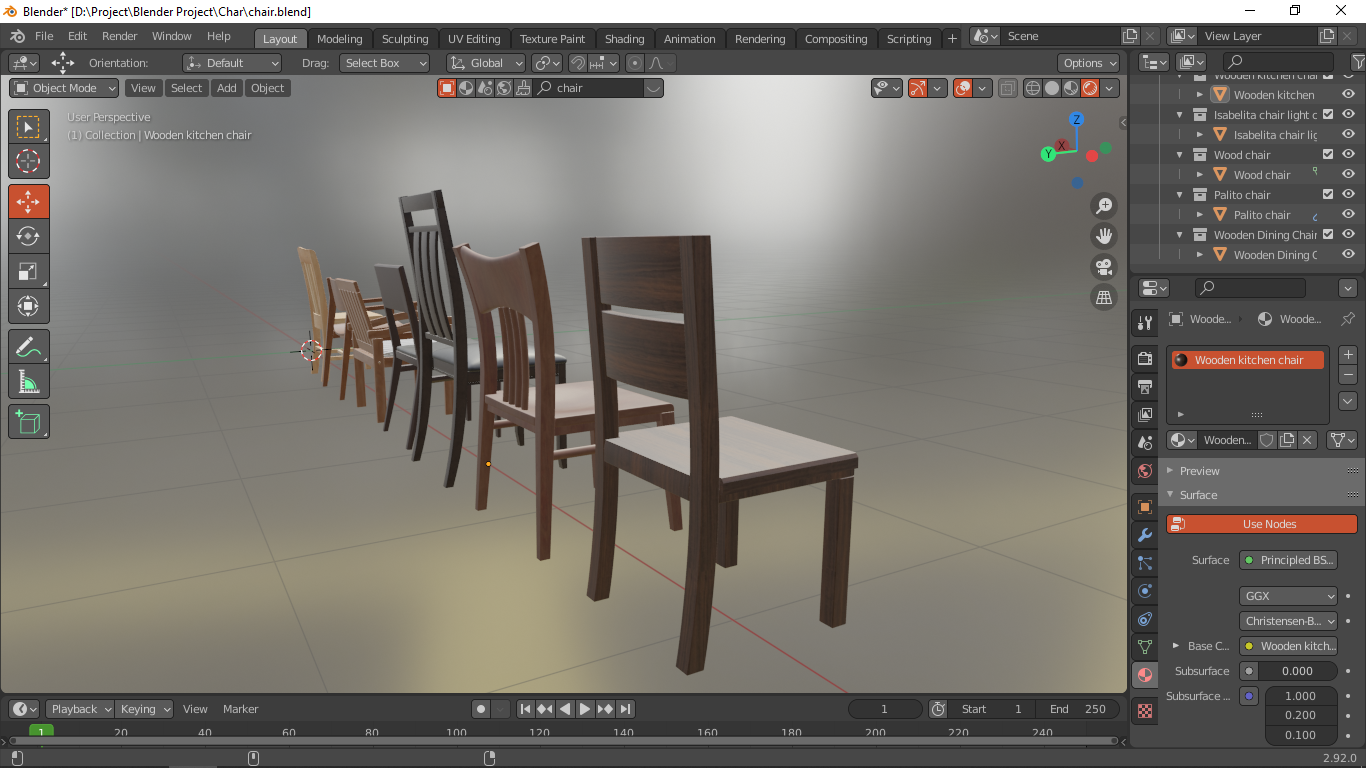 Blender* [D:\Project\Blender Project\Char\chair.blend]
File Edit Render Window Help Layout Modeling Sculpting UV Editing Texture Paint Shading Animation Rendering Compositing Scripting + Scene View Layer
Orientation: Default Drag: Select Box Global Options
Object Mode View Select Add Object chair
User Perspective
(1) Collection | Wooden kitchen chair
Z
X
Y
Wooden kitchen chai
Wooden kitchen
Isabelita chair light c
Isabelita chair lig
Wood chair
Wood chair
Palito chair
Palito chair
Wooden Dining Chair
Wooden Dining C
Woode... Woode...
Wooden kitchen chair
Wooden...
Preview
Surface
Use Nodes
Surface Principled BS...
GGX
Christensen-B...
Base C... Wooden kitch...
Subsurface 0.000
Subsurface ... 1.000
0.200
0.100
Playback Keying View Marker 1 Start 1 End 250
1 20 40 60 80 100 120 140 160 180 200 220 240
2.92.0